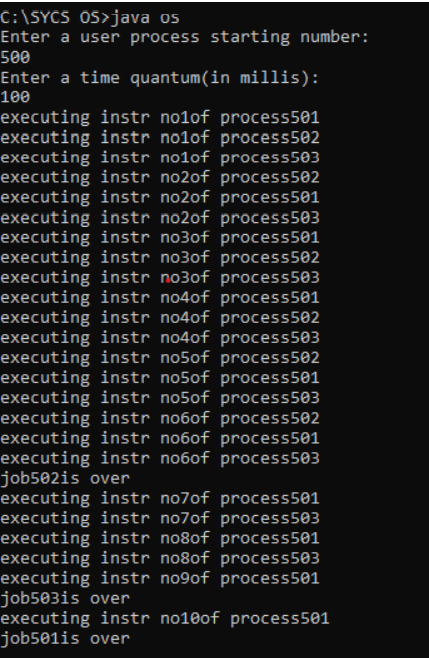 C:\SYCS OS>java os
Enter a user process starting number:
500
Enter a time quantum(in millis):
100
executing instr no1of process501
executing instr no1of process502
executing instr no1of process503
executing instr no2of process502
executing instr no2of process501
executing instr no2of process503
executing instr no3of process501
executing instr no3of process502
executing instr no3of process503
executing instr no4of process501
executing instr no4of process502
executing instr no4of process503
executing instr no5of process502
executing instr no5of process501
executing instr no5of process503
executing instr no6of process502
executing instr no6of process501
executing instr no6of process503
job502is over
executing instr no7of process501
executing instr no7of process503
executing instr no8of process501
executing instr no8of process503
executing instr no9of process501
job503is over
executing instr no10of process501
job501is over